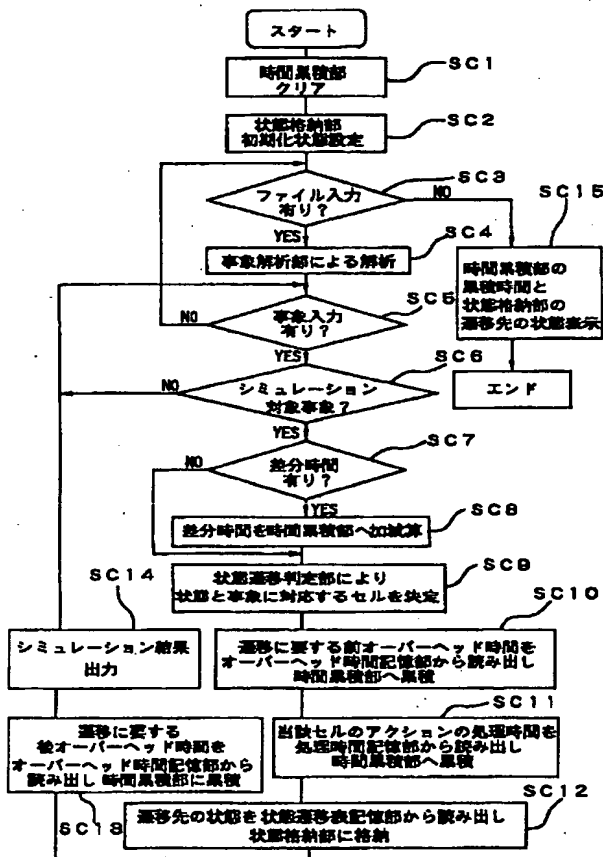 スタート
時間累積部
クリア
SC1
状態格納部
初期化状態設定
SC2
ファイル入力
有り？
SC3
NO
YES
事象解析部による解析
SC4
時間累積部の
累積時間と
状態格納部の
遷移先の状態表示
SC15
エンド
事象入力
有り？
SC5
NO
YES
シミュレーション
対象事象？
SC6
NO
YES
差分時間
有り？
SC7
NO
YES
差分時間を時間累積部へ加減算
SC8
状態遷移判定部により
状態と事象に対応するセルを決定
SC9
遷移に要する前オーバーヘッド時間を
オーバーヘッド時間記憶部から読み出し
時間累積部へ累積
SC10
当該セルのアクションの処理時間を
処理時間記憶部から読み出し
時間累積部へ累積
SC11
遷移先の状態を状態遷移表記憶部から読み出し
状態格納部に格納
SC12
遷移に要する
後オーバーヘッド時間を
オーバーヘッド時間記憶部から
読み出し時間累積部に累積
SC13
シミュレーション結果
出力
SC14